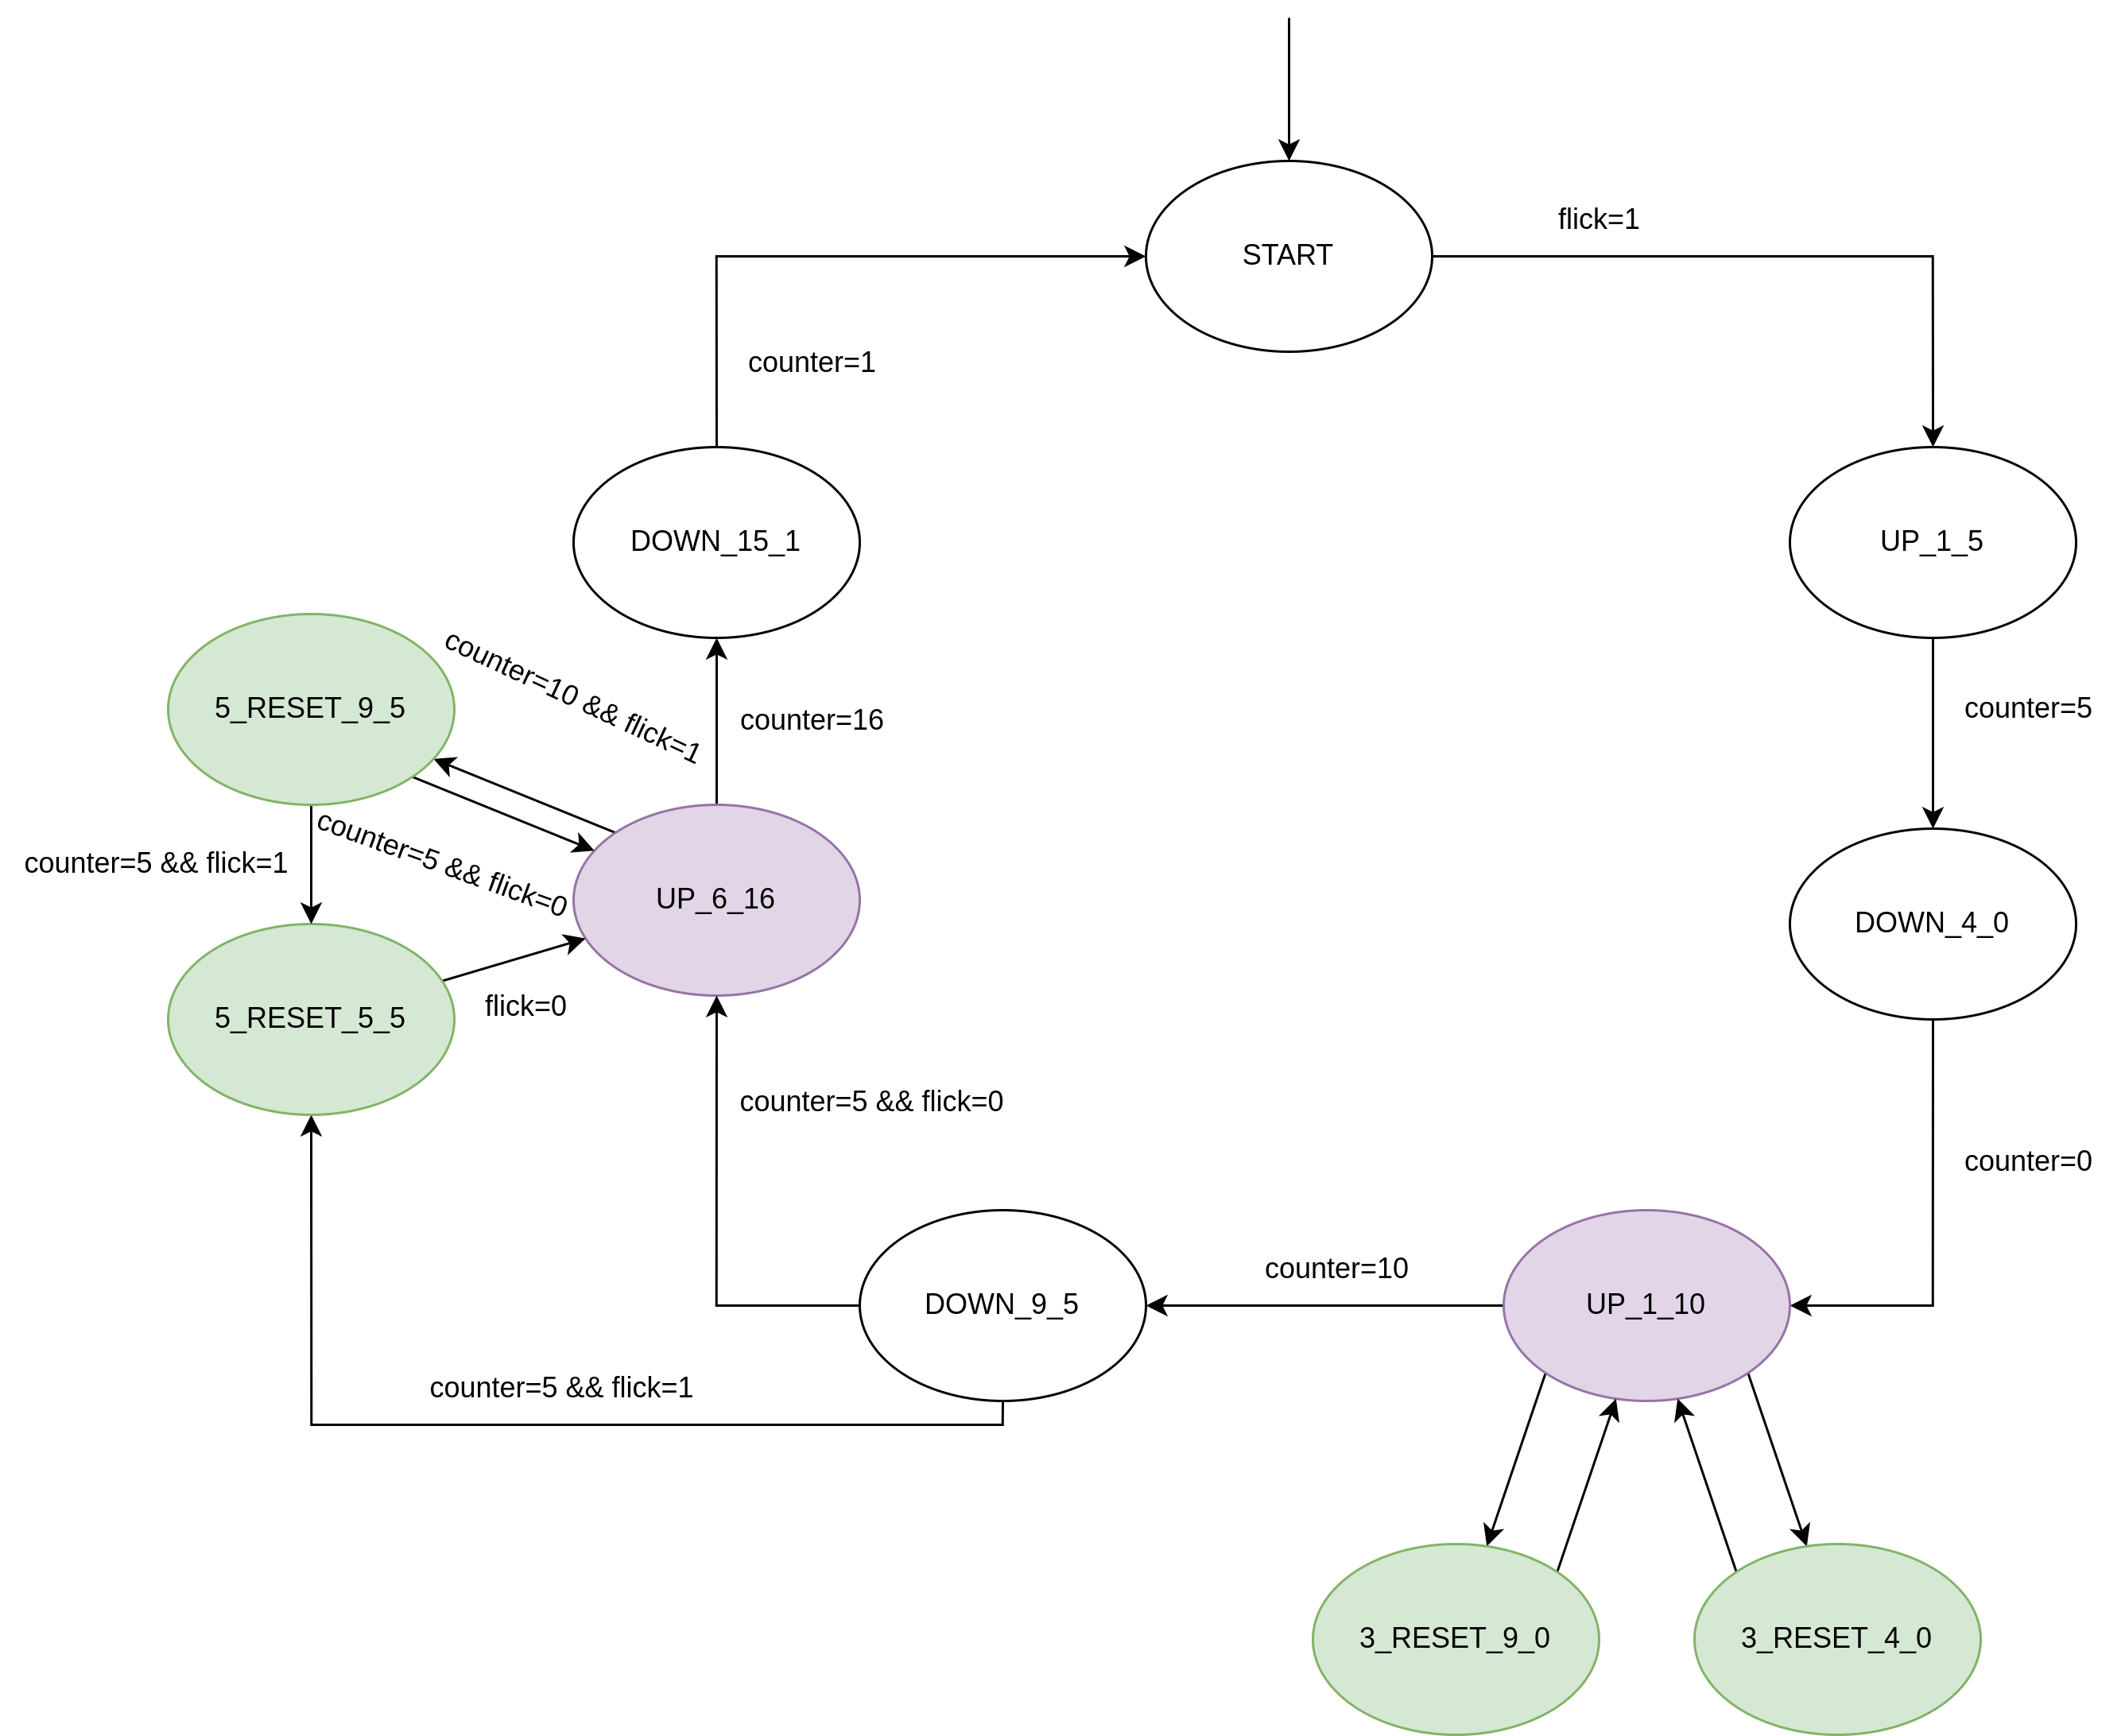 flick=1
START
counter=1
DOWN_15_1
UP_1_5
counter=10 && flick=1
5_RESET_9_5
counter=16
counter=5
counter=5 && flick=1
counter=5 && flick=0
UP_6_16
DOWN_4_0
5_RESET_5_5
flick=0
counter=5 && flick=0
counter=0
counter=10
DOWN_9_5
UP_1_10
counter=5 && flick=1
3_RESET_9_0
3_RESET_4_0